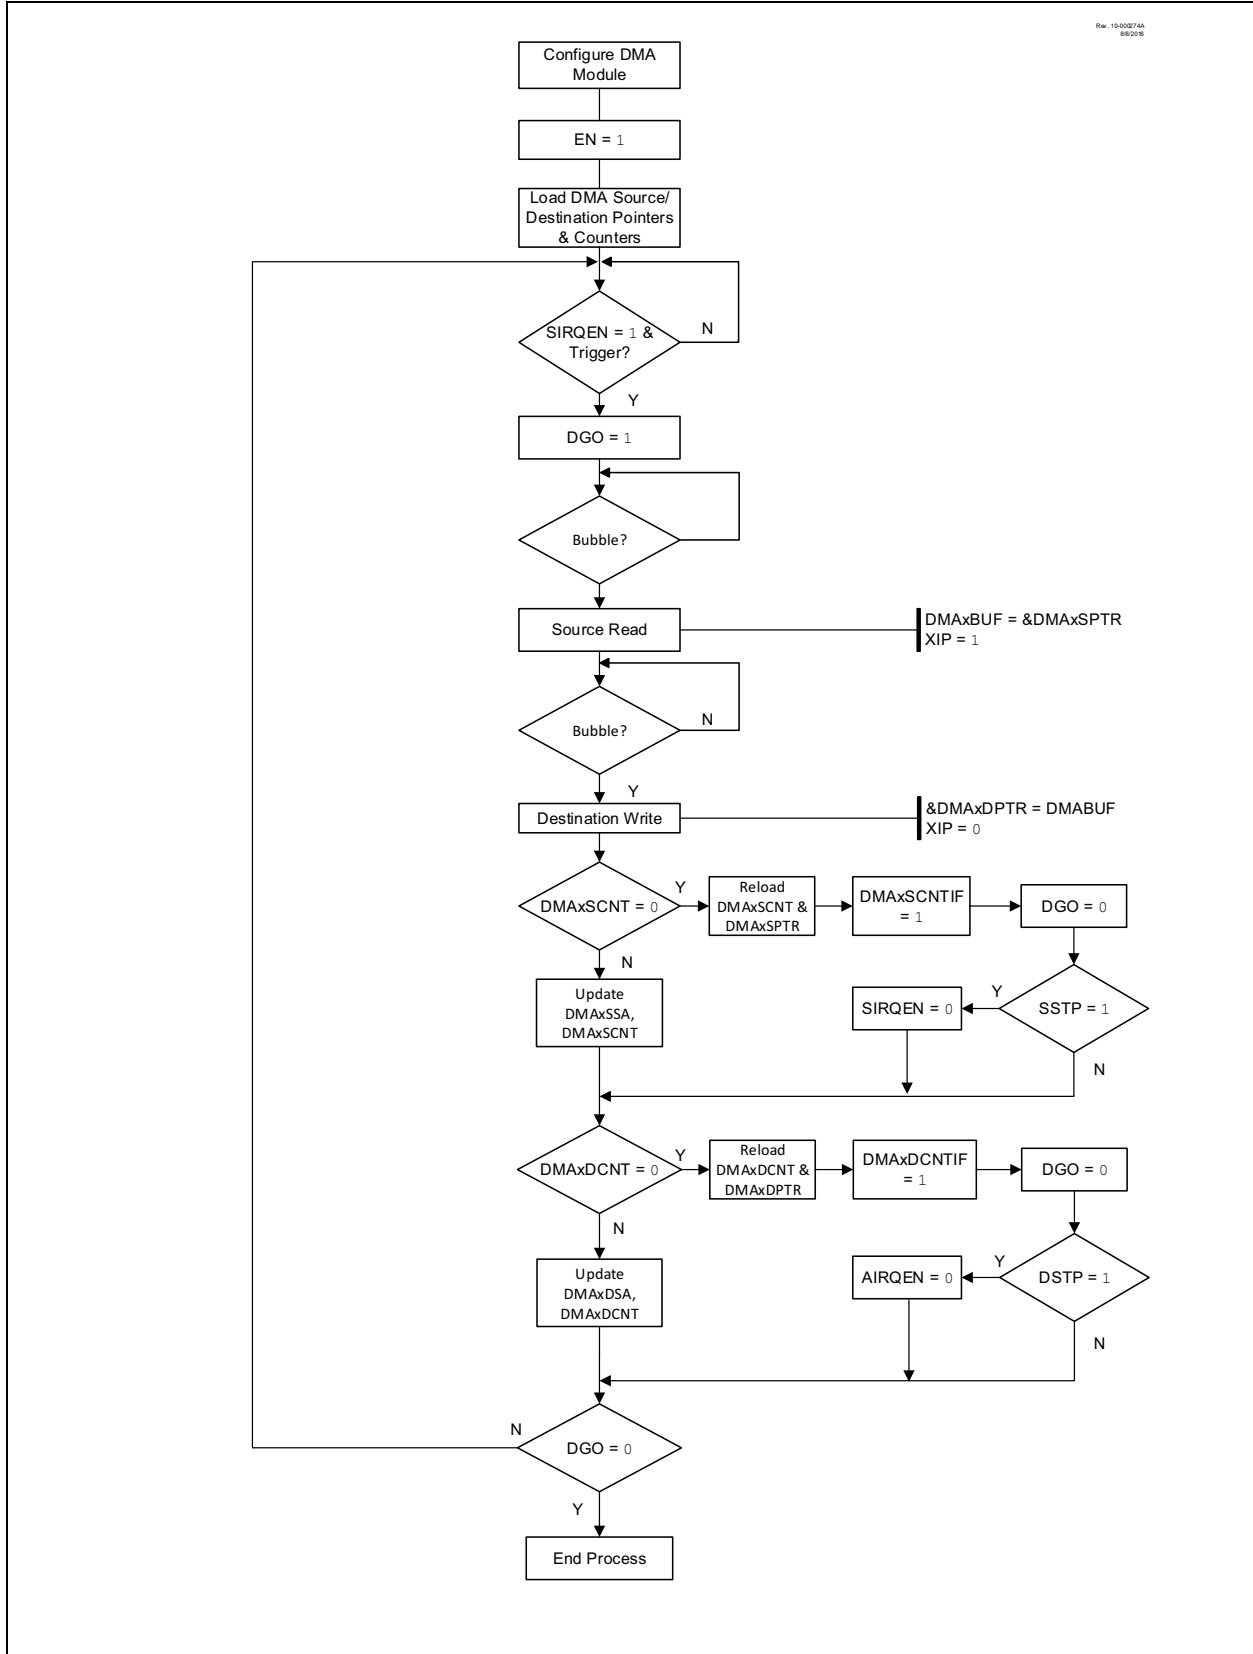 Rev. 10-000274A
8/8/2016
Configure DMA
Module
EN = 1
Load DMA Source/
Destination Pointers
& Counters
SIRQEN = 1 &
Trigger?
N
Y
DGO = 1
Bubble?
Source Read
DMAxBUF = &DMAxSPTR
XIP = 1
Bubble?
N
Y
Destination Write
&DMAxDPTR = DMABUF
XIP = 0
DMAxSCNT = 0
Y
Reload
DMAxSCNT &
DMAxSPTR
DMAxSCNTIF
= 1
DGO = 0
N
Update
DMAxSSA,
DMAxSCNT
SIRQEN = 0
Y
SSTP = 1
N
DMAxDCNT = 0
Y
Reload
DMAxDCNT &
DMAxDPTR
DMAxDCNTIF
= 1
DGO = 0
N
Update
DMAxDSA,
DMAxDCNT
AIRQEN = 0
Y
DSTP = 1
N
N
DGO = 0
Y
End Process